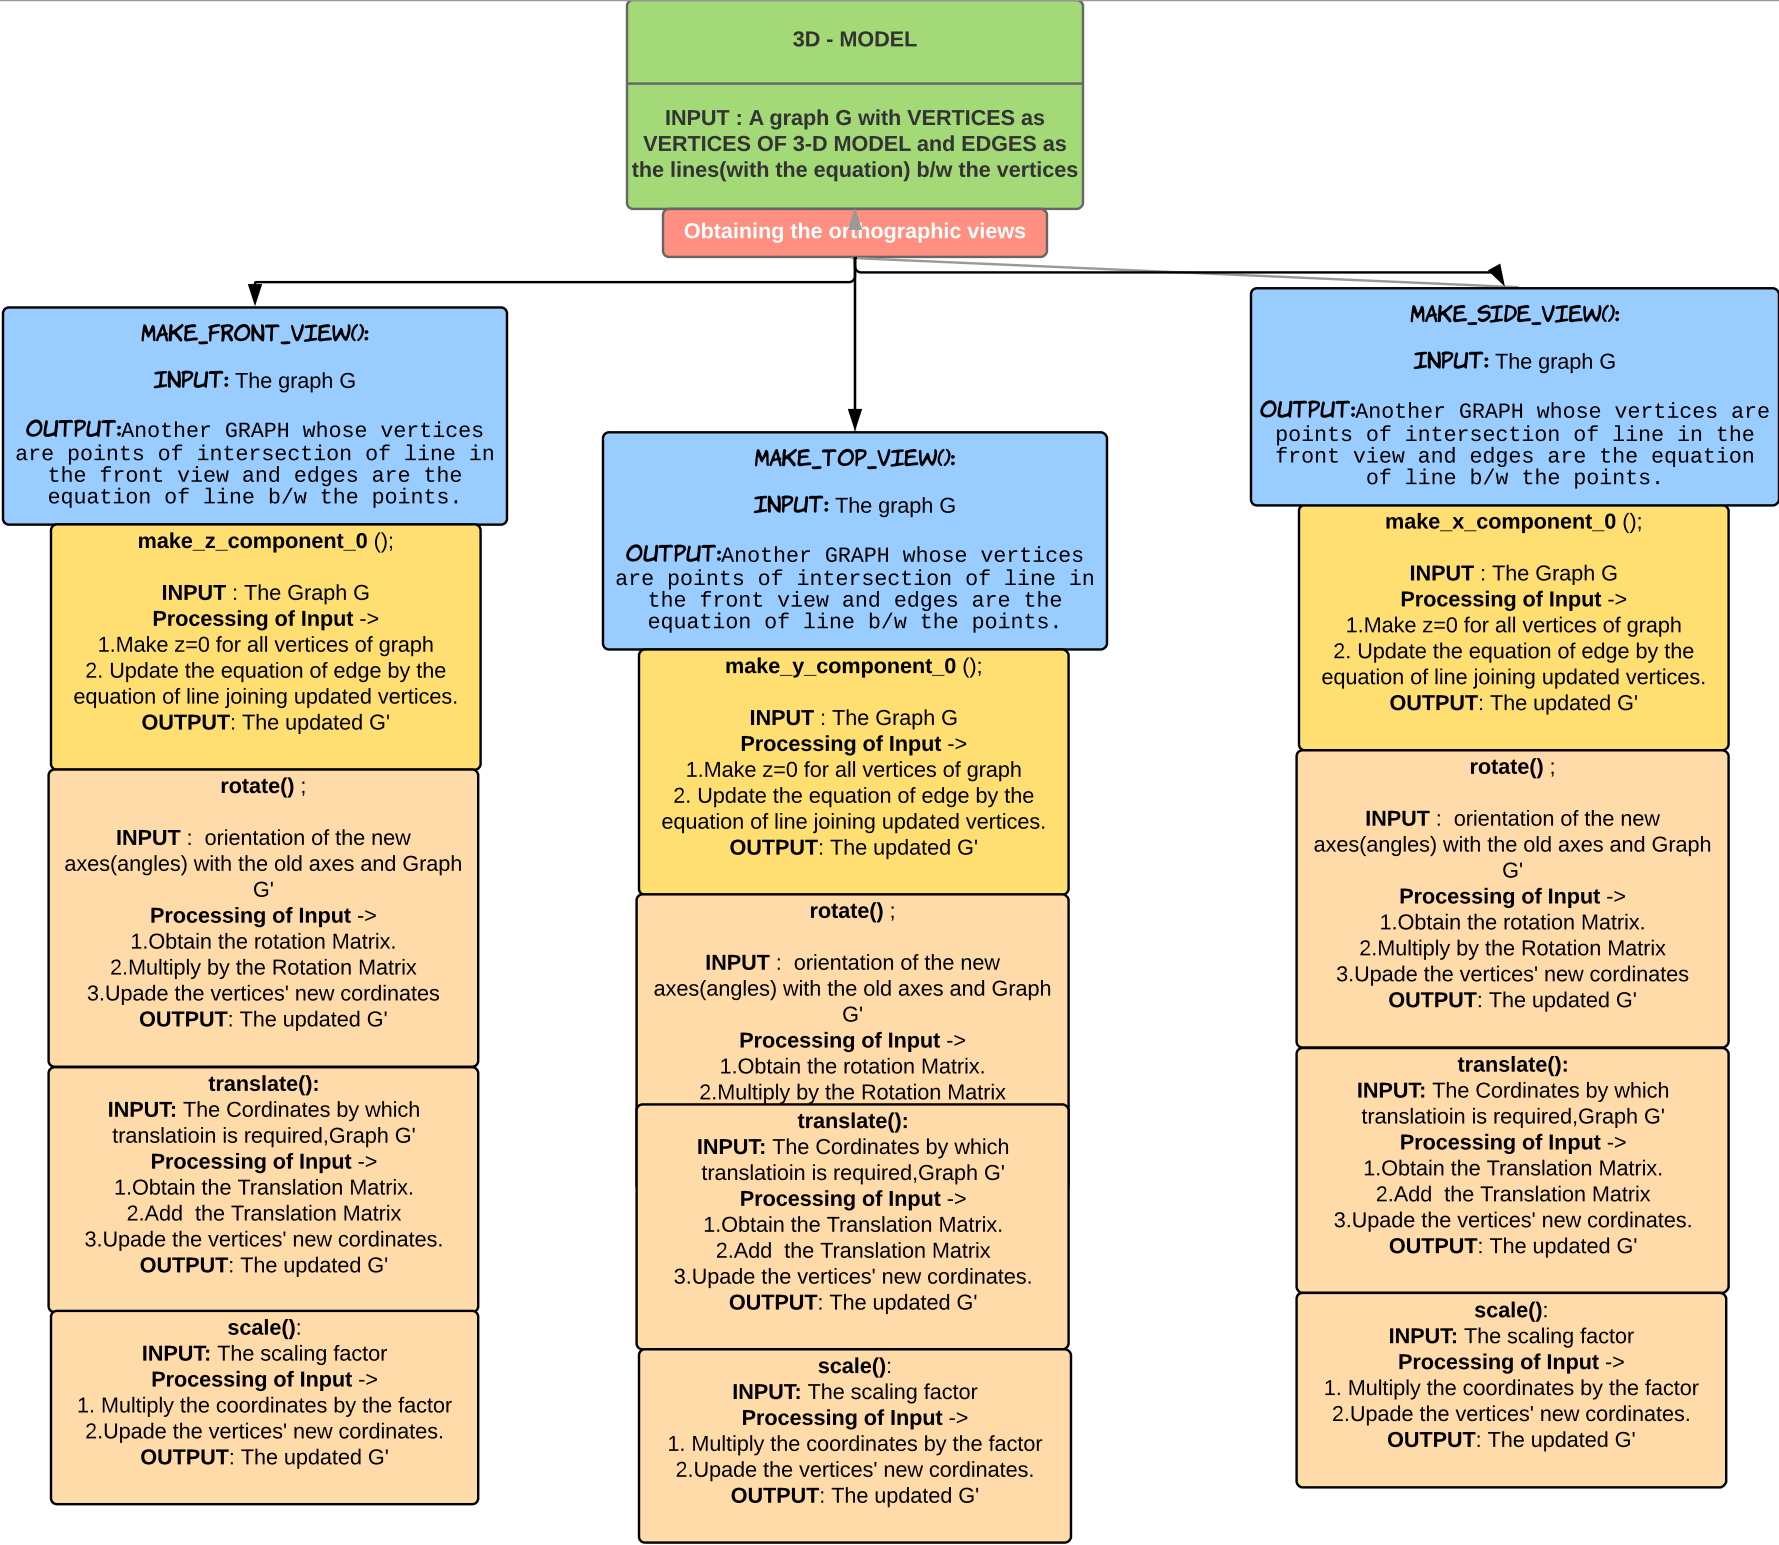 3D - MODEL
INPUT : A graph G with VERTICES as
VERTICES OF 3-D MODEL and EDGES as
the lines(with the equation) b/w the vertices
Obtaining the orthographic views
MAKE_FRONT_VIEW():
INPUT: The graph G
OUTPUT:Another GRAPH whose vertices
are points of intersection of line in
the front view and edges are the
equation of line b/w the points.
make_z_component_0 ();
INPUT : The Graph G
Processing of Input ->
1.Make z=0 for all vertices of graph
2. Update the equation of edge by the
equation of line joining updated vertices.
OUTPUT: The updated G'
rotate() ;
INPUT :  orientation of the new
axes(angles) with the old axes and Graph
G'
Processing of Input ->
1.Obtain the rotation Matrix.
2.Multiply by the Rotation Matrix
3.Upade the vertices' new cordinates
OUTPUT: The updated G'
translate():
INPUT: The Cordinates by which
translatioin is required,Graph G'
Processing of Input ->
1.Obtain the Translation Matrix.
2.Add  the Translation Matrix
3.Upade the vertices' new cordinates.
OUTPUT: The updated G'
scale():
INPUT: The scaling factor
Processing of Input ->
1. Multiply the coordinates by the factor
2.Upade the vertices' new cordinates.
OUTPUT: The updated G'
MAKE_TOP_VIEW():
INPUT: The graph G
OUTPUT:Another GRAPH whose vertices
are points of intersection of line in
the front view and edges are the
equation of line b/w the points.
make_y_component_0 ();
INPUT : The Graph G
Processing of Input ->
1.Make z=0 for all vertices of graph
2. Update the equation of edge by the
equation of line joining updated vertices.
OUTPUT: The updated G'
rotate() ;
INPUT :  orientation of the new
axes(angles) with the old axes and Graph
G'
Processing of Input ->
1.Obtain the rotation Matrix.
2.Multiply by the Rotation Matrix
translate():
INPUT: The Cordinates by which
translatioin is required,Graph G'
Processing of Input ->
1.Obtain the Translation Matrix.
2.Add  the Translation Matrix
3.Upade the vertices' new cordinates.
OUTPUT: The updated G'
scale():
INPUT: The scaling factor
Processing of Input ->
1. Multiply the coordinates by the factor
2.Upade the vertices' new cordinates.
OUTPUT: The updated G'
MAKE_SIDE_VIEW():
INPUT: The graph G
OUTPUT:Another GRAPH whose vertices are
points of intersection of line in the
front view and edges are the equation
of line b/w the points.
make_x_component_0 ();
INPUT : The Graph G
Processing of Input ->
1.Make z=0 for all vertices of graph
2. Update the equation of edge by the
equation of line joining updated vertices.
OUTPUT: The updated G'
rotate() ;
INPUT :  orientation of the new
axes(angles) with the old axes and Graph
G'
Processing of Input ->
1.Obtain the rotation Matrix.
2.Multiply by the Rotation Matrix
3.Upade the vertices' new cordinates
OUTPUT: The updated G'
translate():
INPUT: The Cordinates by which
translatioin is required,Graph G'
Processing of Input ->
1.Obtain the Translation Matrix.
2.Add  the Translation Matrix
3.Upade the vertices' new cordinates.
OUTPUT: The updated G'
scale():
INPUT: The scaling factor
Processing of Input ->
1. Multiply the coordinates by the factor
2.Upade the vertices' new cordinates.
OUTPUT: The updated G'